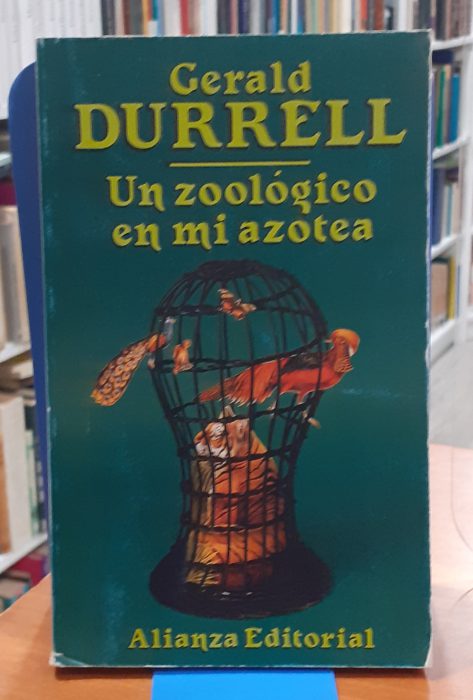 Gerald
DURRELL
Un zoológico
en mi azotea
Alianza Editorial